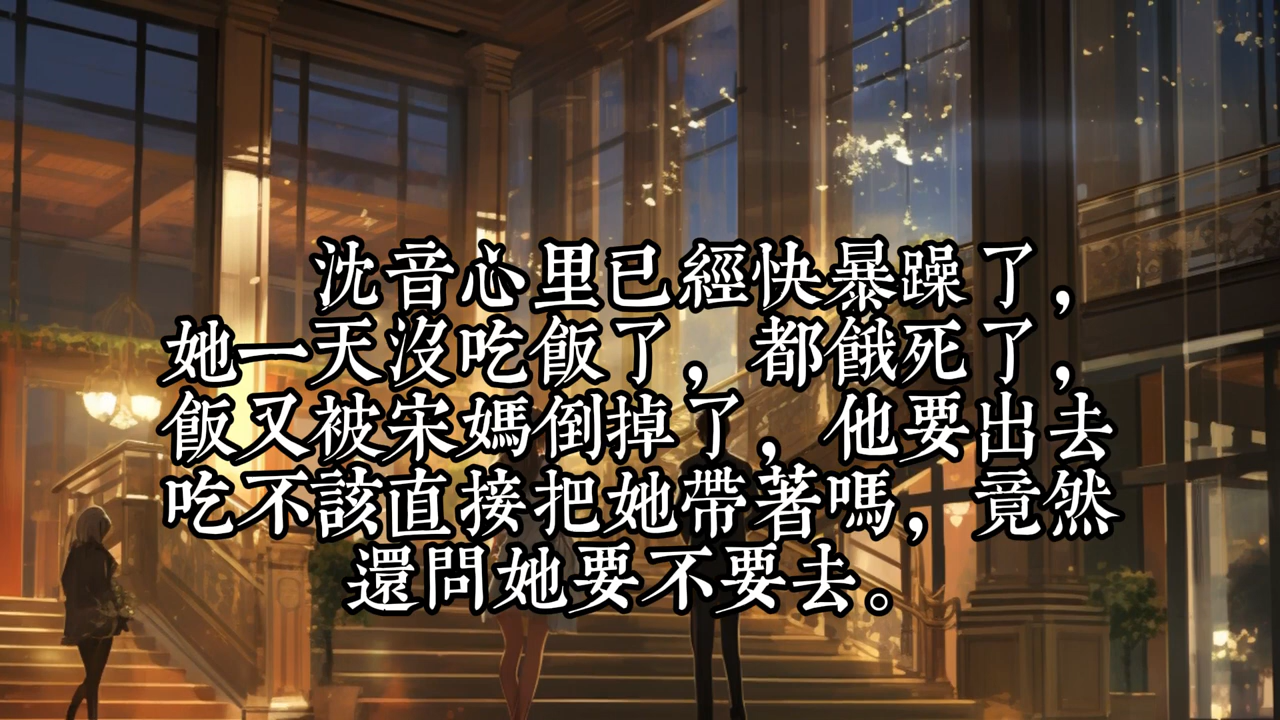 沈音心里已經快暴躁了，
她一天沒吃飯了，都餓死了，
飯又被宋媽倒掉了，他要出去
吃不該直接把她帶著嗎，竟然
還問她要不要去。